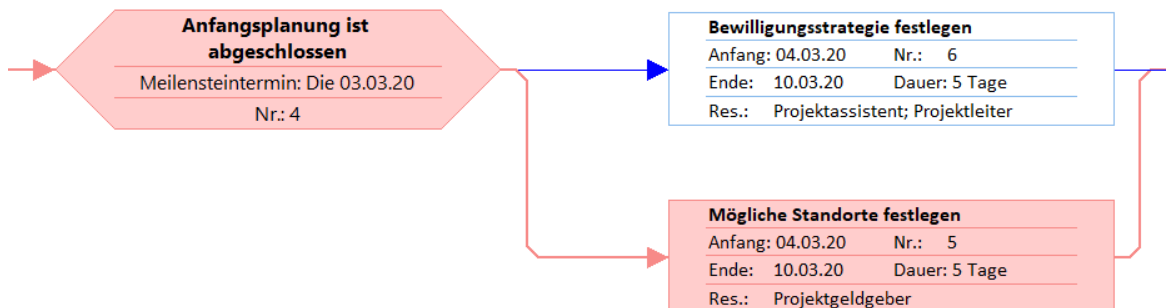 Anfangsplanung ist
abgeschlossen
Meilensteintermin: Die 03.03.20
Nr.: 4
Bewilligungsstrategie festlegen
Anfang: 04.03.20 Nr.: 6
Ende: 10.03.20 Dauer: 5 Tage
Res.: Projektassistent; Projektleiter
Mögliche Standorte festlegen
Anfang: 04.03.20 Nr.: 5
Ende: 10.03.20 Dauer: 5 Tage
Res.: Projektgeldgeber